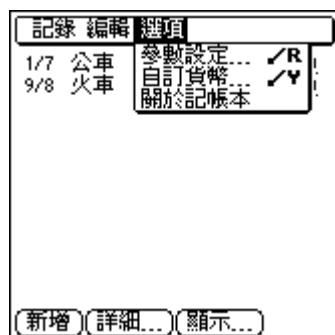 記錄 編輯 選項
參數設定... ／R
自訂貨幣... ／Y
關於記帳本
1/7 公車
9/8 火車
新增 詳細... 顯示...